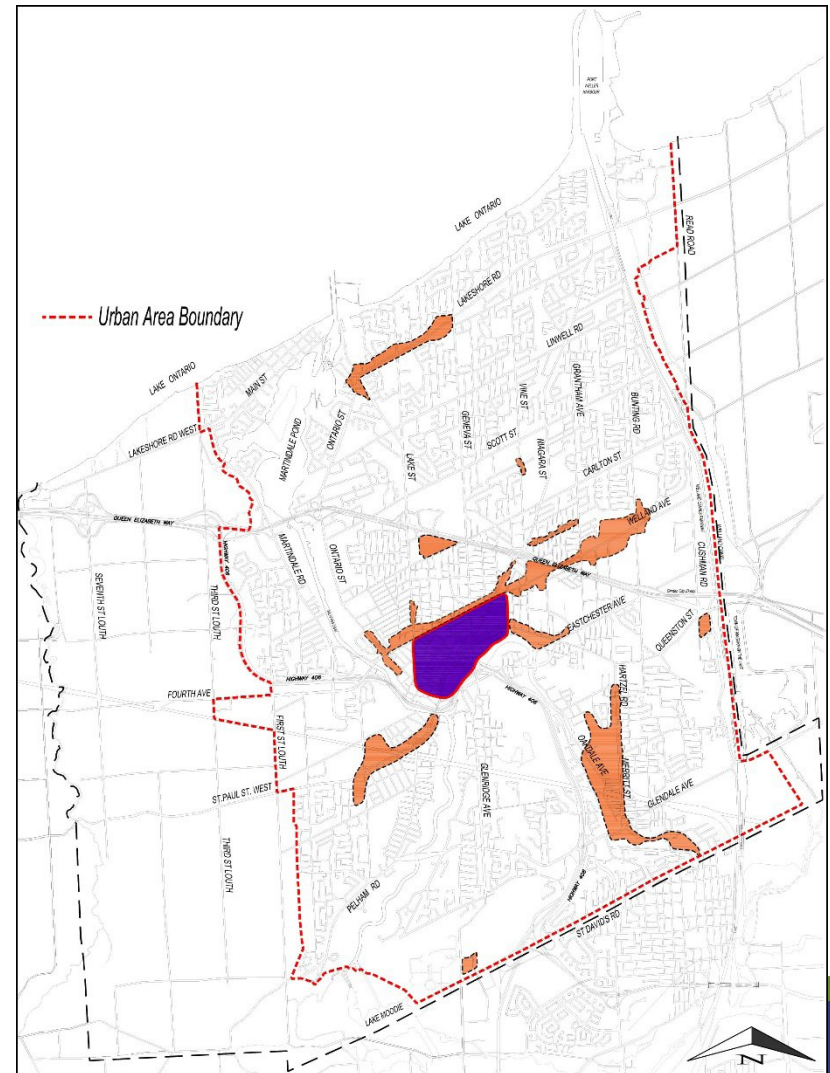 PORT
WELLER
HARBOUR
LAKE ONTARIO
READ ROAD
LAKESHORE RD
Urban Area Boundary
LINWELL RD
LAKE ONTARIO
MAIN ST
GRANTHAM AVE
VINE ST
BUNTING RD
ONTARIO ST
MARTINDALE POND
GENEVA ST
LAKESHORE RD WEST
SCOTT ST
NIAGARA ST
LAKE ST
CARLTON ST
QUEEN ELIZABETH WAY
WELLAND AVE
HIGHWAY 406
MARTINDALE RD
ONTARIO ST
QUEEN ELIZABETH WAY
CUSHMAN RD
SEVENTH ST LOUTH
THIRD ST LOUTH
EASTCHESTER AVE
QUEENSTON ST
HIGHWAY 406
HIGHWAY 406
HARTZEL RD
FOURTH AVE
FIRST ST LOUTH
OAKDALE AVE
MERRITT ST
GLENDALE AVE
ST.PAUL ST. WEST
GLENRIDGE AVE
THIRD ST LOUTH
PELHAM RD
HIGHWAY 406
ST DAVID'S RD
LAKE MOODIE
N